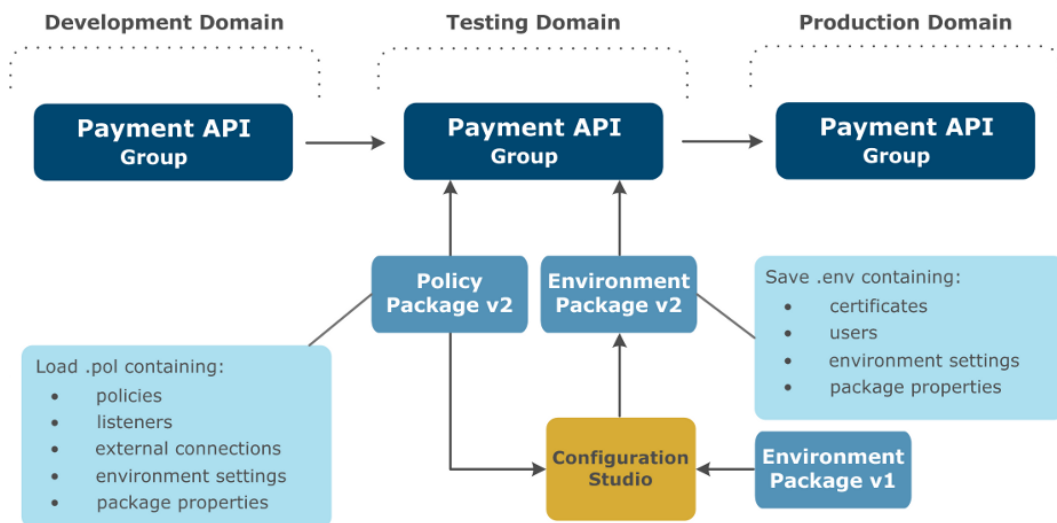 Development Domain
Testing Domain
Production Domain
Payment API
Group
Payment API
Group
Payment API
Group
Policy
Package v2
Environment
Package v2
Save .env containing:
• certificates
• users
• environment settings
• package properties
Load .pol containing:
• policies
• listeners
• external connections
• environment settings
• package properties
Configuration
Studio
Environment
Package v1